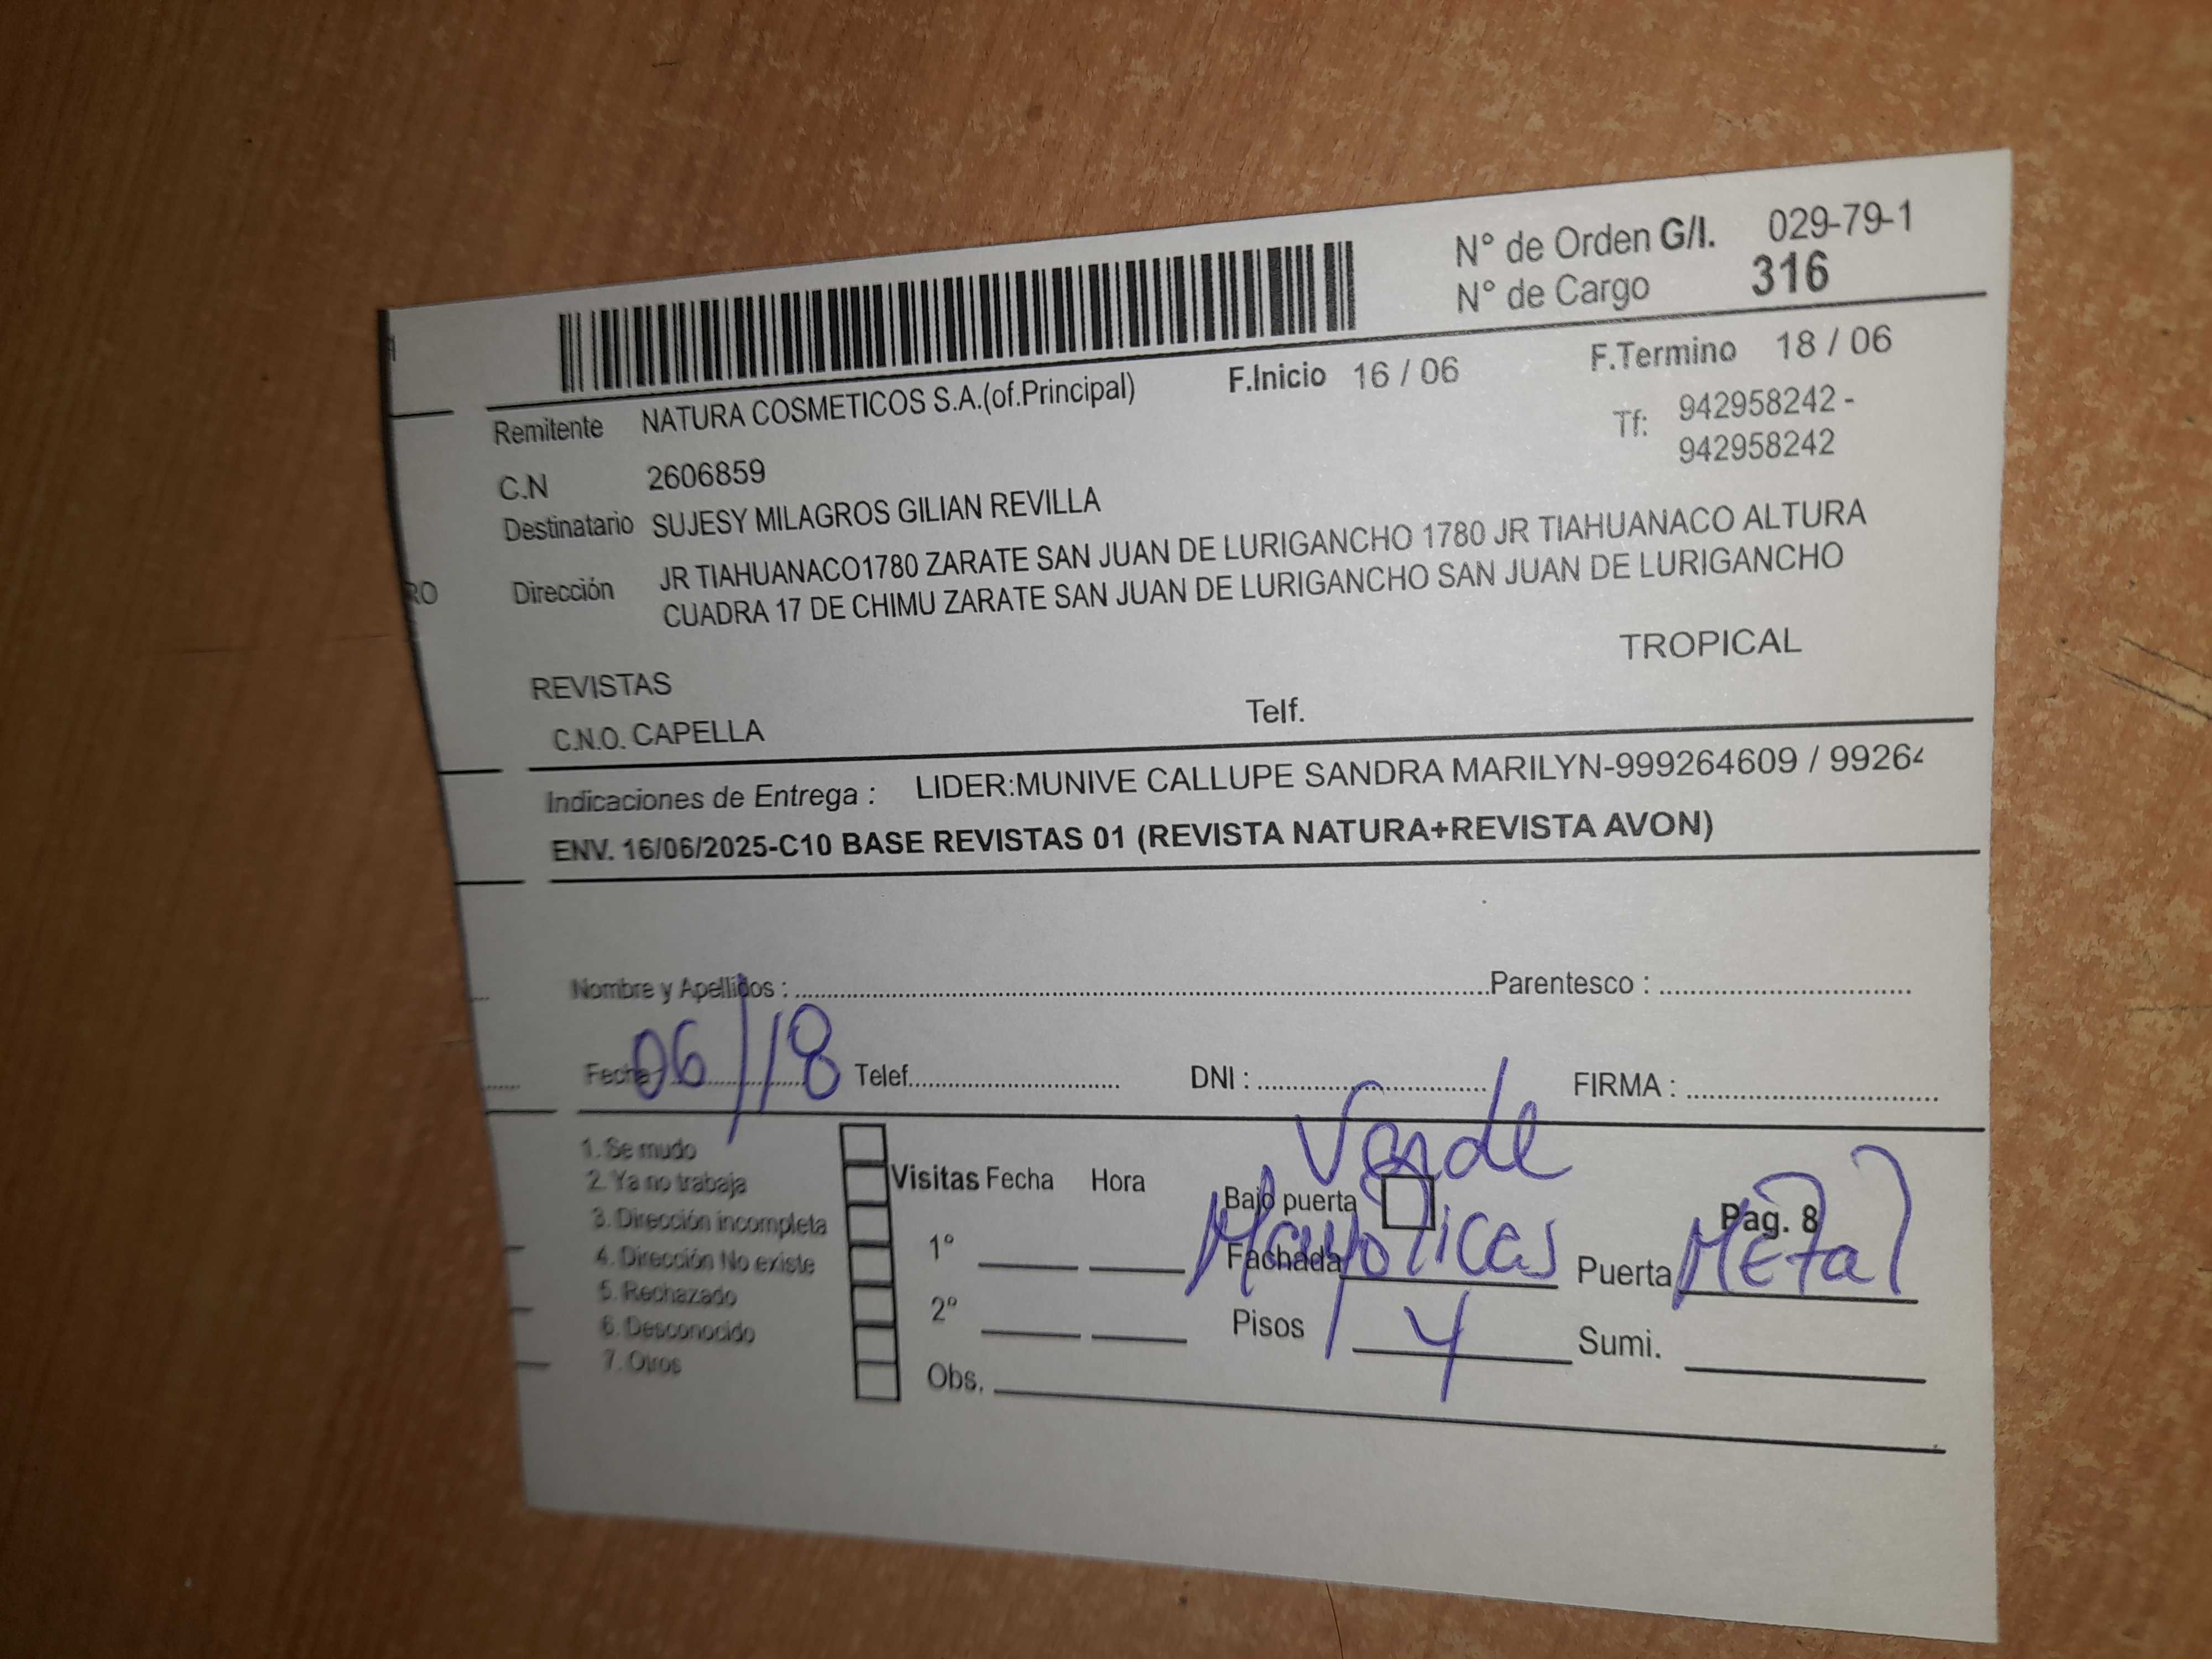 N° de Orden G/I. 029-79-1
N° de Cargo 316
Remitente NATURA COSMETICOS S.A.(of.Principal) F.Inicio 16 / 06 F.Termino 18 / 06
C.N 2606859 Tf: 942958242 -
942958242
Destinatario SUJESY MILAGROS GILIAN REVILLA
Dirección JR TIAHUANACO1780 ZARATE SAN JUAN DE LURIGANCHO 1780 JR TIAHUANACO ALTURA
CUADRA 17 DE CHIMU ZARATE SAN JUAN DE LURIGANCHO SAN JUAN DE LURIGANCHO
RO
TROPICAL
REVISTAS
C.N.O. CAPELLA Telf.
Indicaciones de Entrega : LIDER:MUNIVE CALLUPE SANDRA MARILYN-999264609 / 99264
ENV. 16/06/2025-C10 BASE REVISTAS 01 (REVISTA NATURA+REVISTA AVON)
Nombre y Apellidos : Parentesco :
Fecha 06/18 Telef. DNI : FIRMA :
Verde
1. Se mudo
2. Ya no trabaja
3. Dirección incompleta
4. Dirección No existe
5. Rechazado
6. Desconocido
7. Otros
Visitas Fecha Hora
1°
2°
Obs.
Bajo puerta Pag. 8
Fachada Mayolicas Puerta Metal
Pisos 4 Sumi.